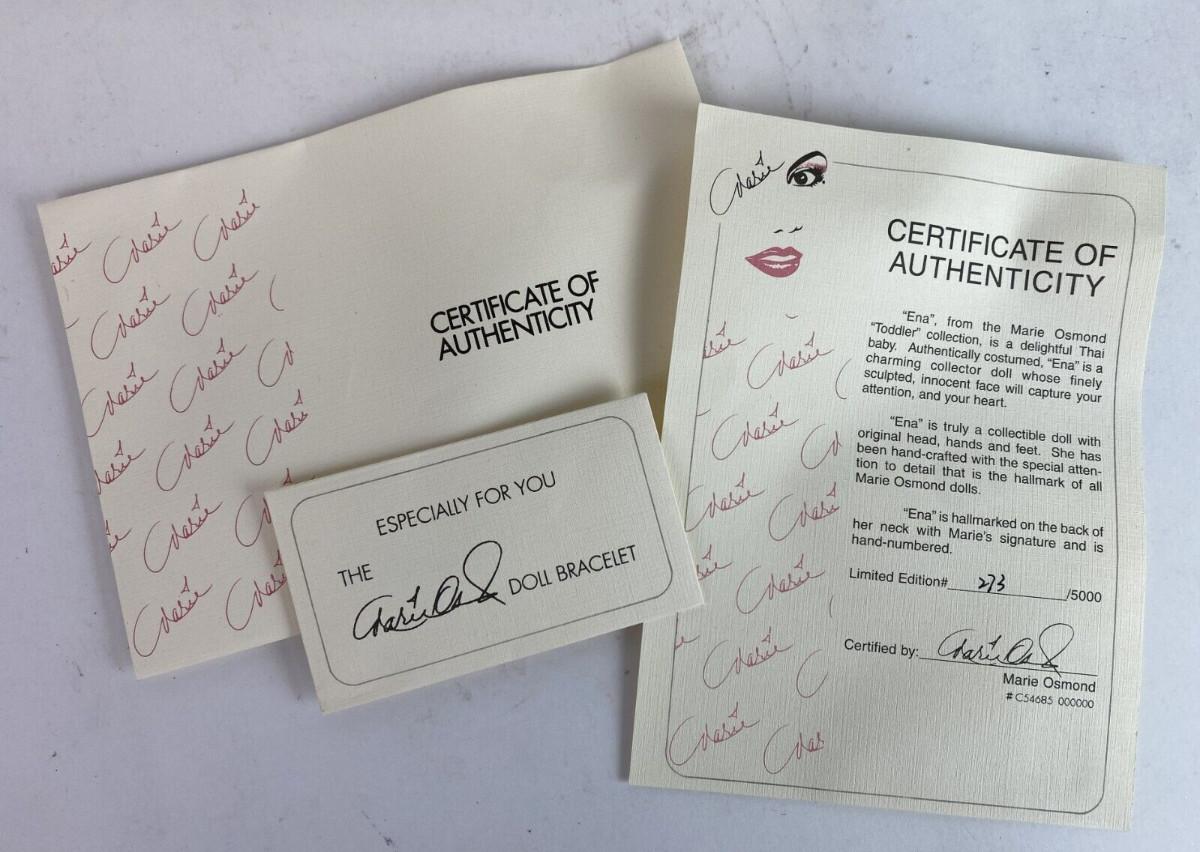 CERTIFICATE OF
AUTHENTICITY
ESPECIALLY FOR YOU
THE Marie Osmond DOLL BRACELET
Marie
CERTIFICATE OF
AUTHENTICITY
"Ena", from the Marie Osmond
"Toddler" collection, is a delightful Thai
baby. Authentically costumed, "Ena" is a
charming collector doll whose finely
sculpted, innocent face will capture your
attention, and your heart.
"Ena" is truly a collectible doll with
original head, hands and feet. She has
been hand-crafted with the special atten-
tion to detail that is the hallmark of all
Marie Osmond dolls.
"Ena" is hallmarked on the back of
her neck with Marie's signature and is
hand-numbered.
Limited Edition# 273 /5000
Certified by: Marie Osmond
Marie Osmond
# C54685 000000